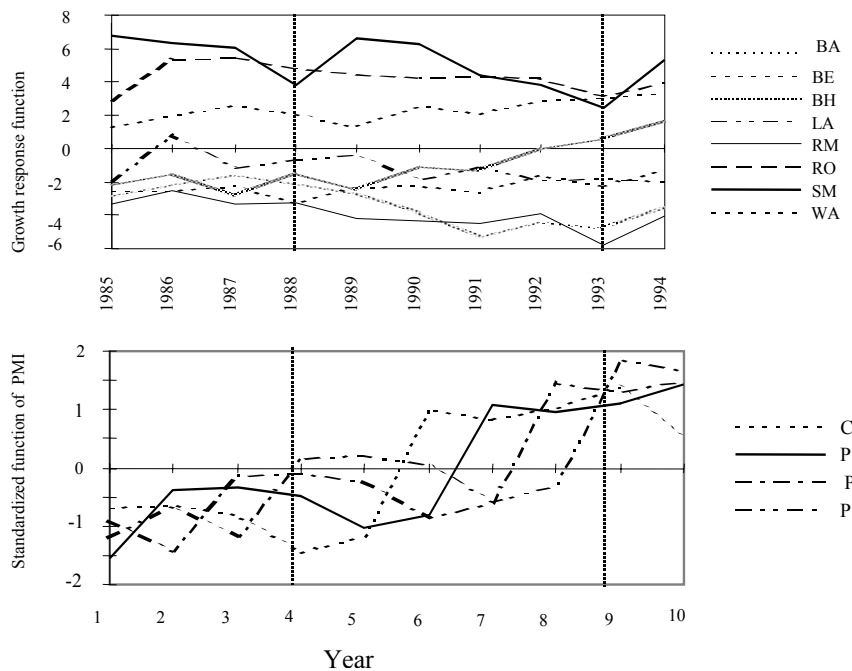 Growth response function
8
6
4
2
0
-2
-4
-6
1985
1986
1987
1988
1989
1990
1991
1992
1993
1994
BA
BE
BH
LA
RM
RO
SM
WA
Standardized function of PMI
2
1
0
-1
-2
1
2
3
4
5
6
7
8
9
10
Year
C
P
P
P